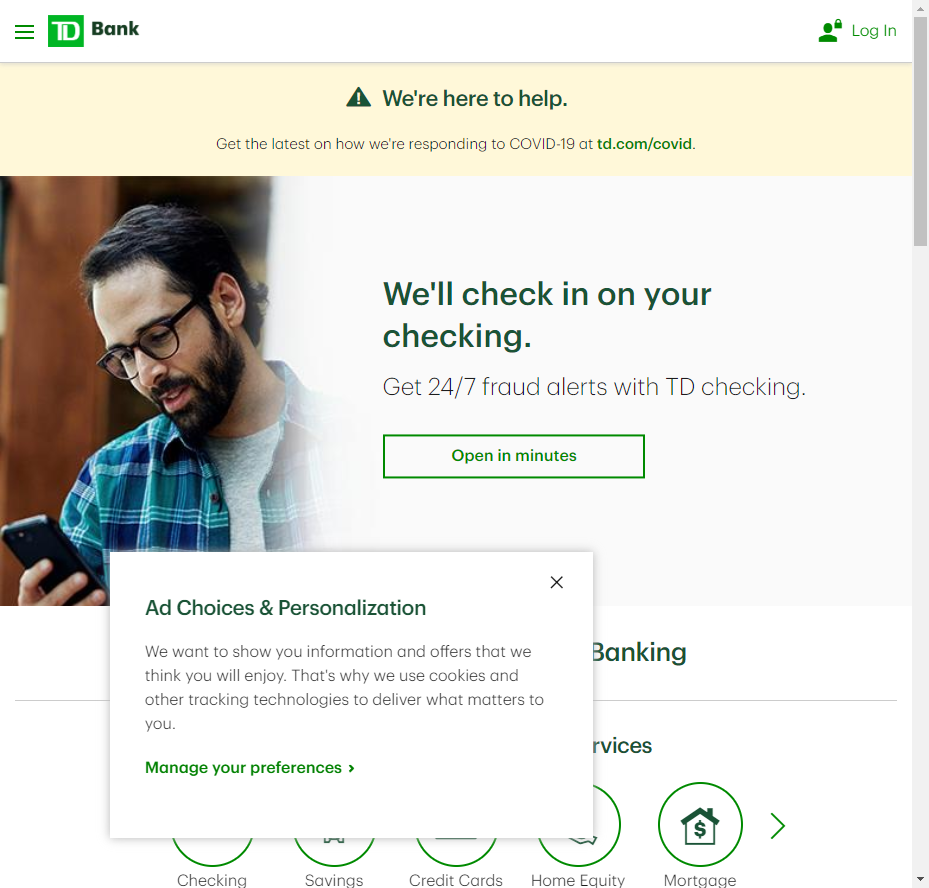 TD Bank
Log In
We're here to help.
Get the latest on how we're responding to COVID-19 at td.com/covid.
We'll check in on your
checking.
Get 24/7 fraud alerts with TD checking.
Open in minutes
Ad Choices & Personalization
We want to show you information and offers that we
think you will enjoy. That's why we use cookies and
other tracking technologies to deliver what matters to
you.
Manage your preferences
Banking
Checking
Savings
Credit Cards
Home Equity
Mortgage